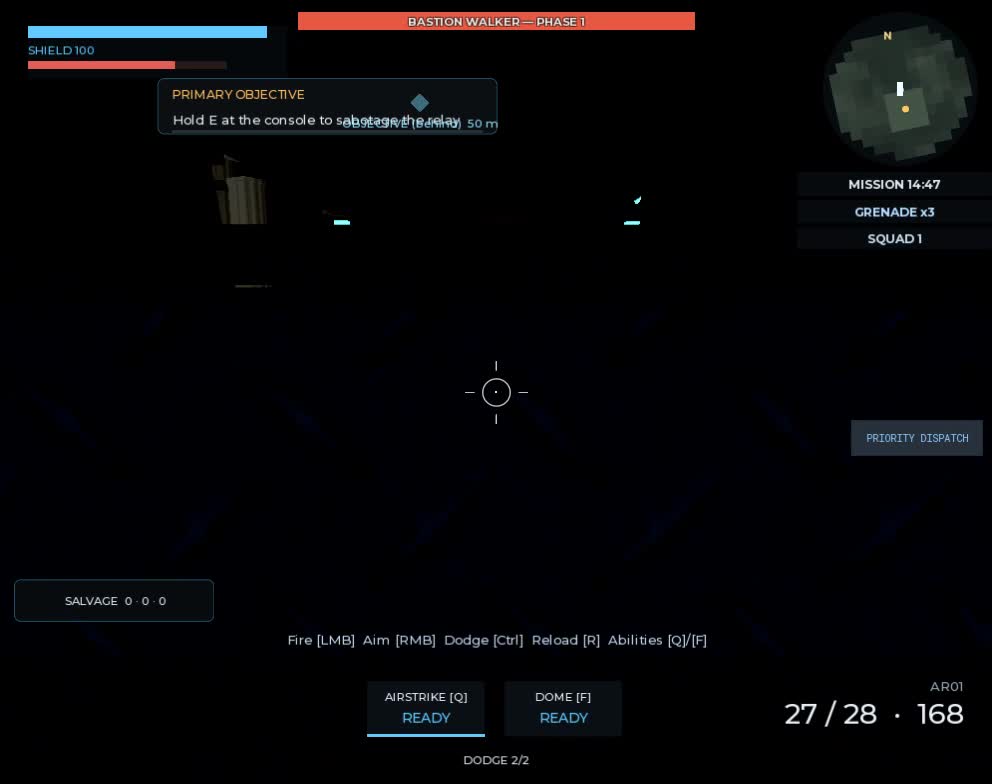 BASTION WALKER — PHASE 1
SHIELD 100
N
PRIMARY OBJECTIVE
Hold E at the console to sabotage the relay
OBJECTIVE (Behind) 50 m
MISSION 14:47
GRENADE x3
SQUAD 1
PRIORITY DISPATCH
SALVAGE 0 · 0 · 0
Fire [LMB] Aim [RMB] Dodge [Ctrl] Reload [R] Abilities [Q]/[F]
AIRSTRIKE [Q]
READY
DOME [F]
READY
AR01
27 / 28 · 168
DODGE 2/2